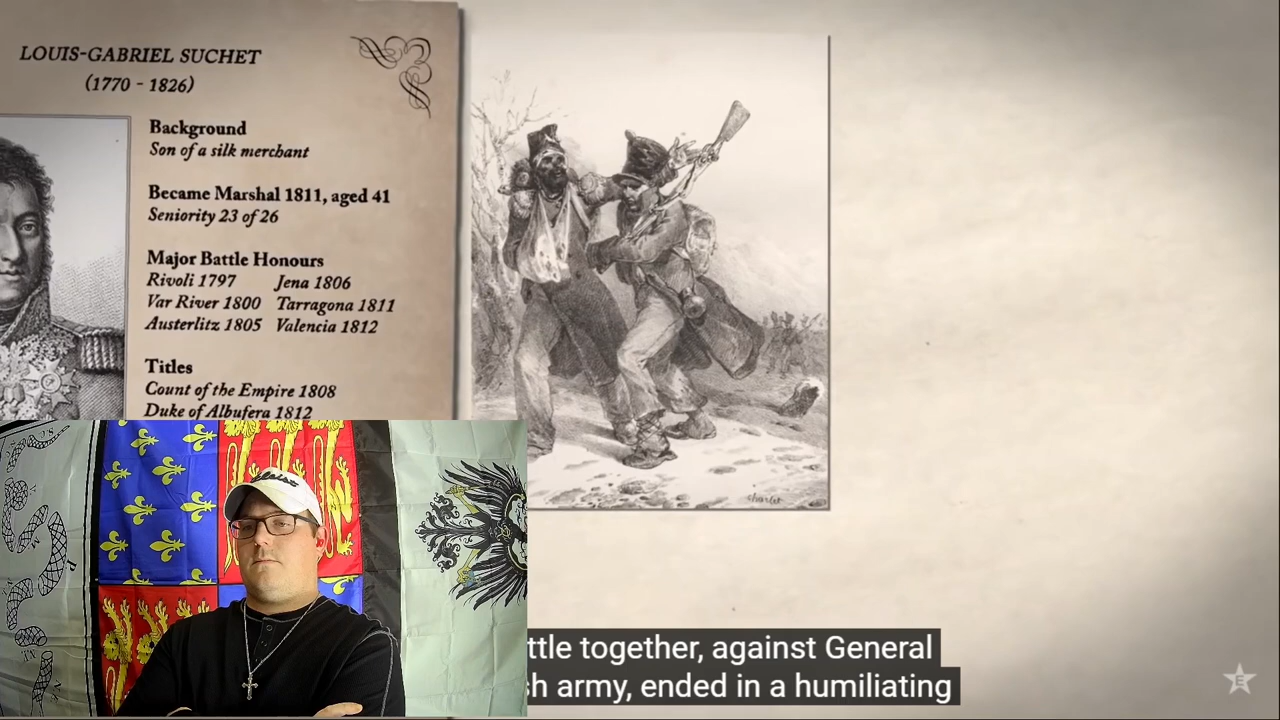 LOUIS-GABRIEL SUCHET
(1770 - 1826)
Background
Son of a silk merchant
Became Marshal 1811, aged 41
Seniority 23 of 26
Major Battle Honours
Rivoli 1797 Jena 1806
Var River 1800 Tarragona 1811
Austerlitz 1805 Valencia 1812
Titles
Count of the Empire 1808
Duke of Albufera 1812
Charlet
ttle together, against General
sh army, ended in a humiliating
E